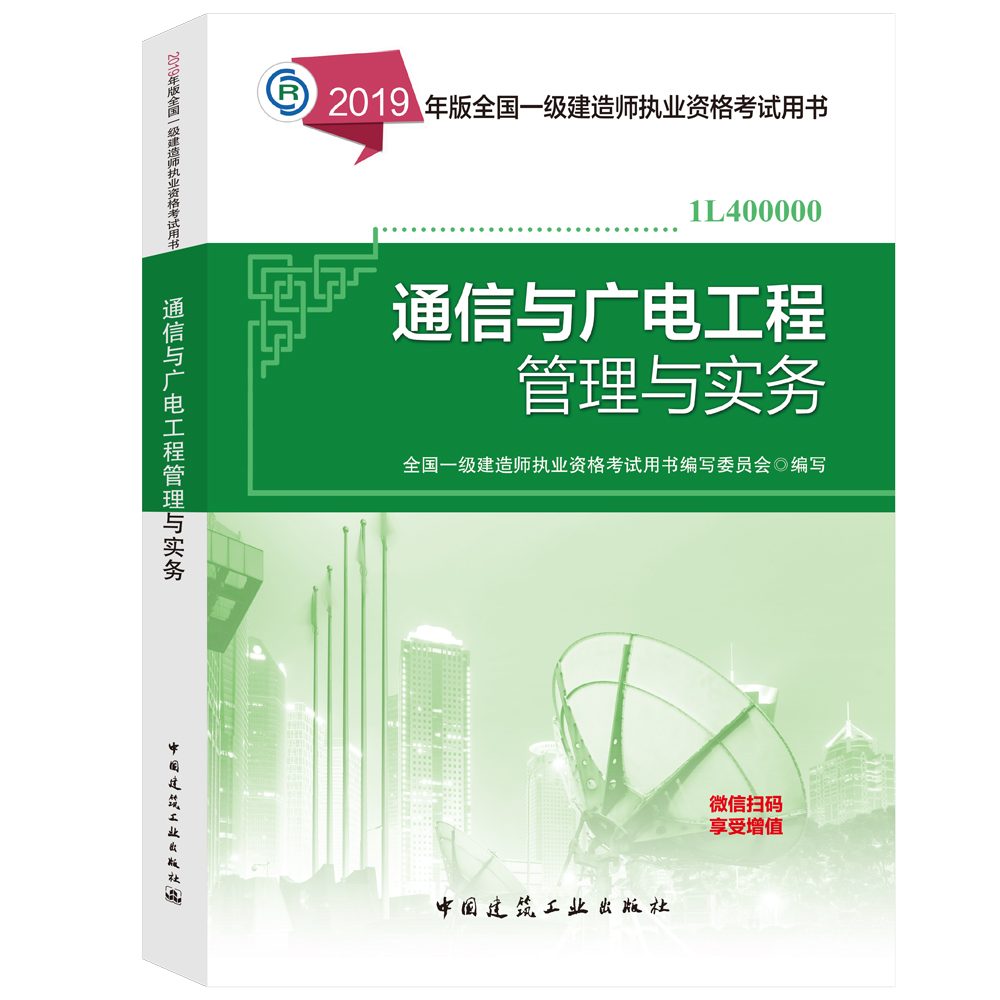 R
2019年版全国一级建造师执业资格考试用书
1L400000
通信与广电工程
管理与实务
全国一级建造师执业资格考试用书编写委员会◎编写
微信扫码
享受增值
中国建筑工业出版社
2019年版全国一级建造师执业资格考试用书
通信与广电工程管理与实务
中国建筑工业出版社